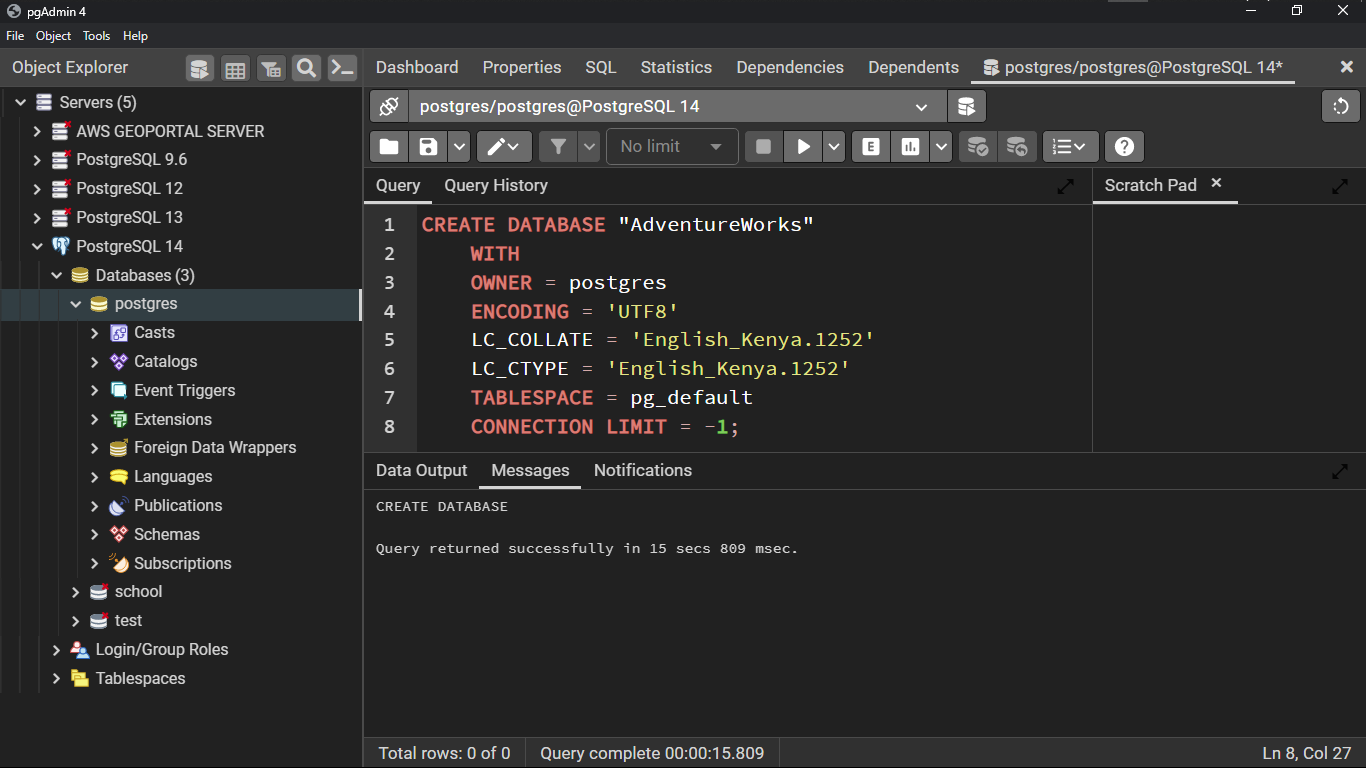 pgAdmin 4
File Object Tools Help
Object Explorer
Dashboard Properties SQL Statistics Dependencies Dependents postgres/postgres@PostgreSQL 14*
Servers (5)
AWS GEOPORTAL SERVER
PostgreSQL 9.6
PostgreSQL 12
PostgreSQL 13
PostgreSQL 14
Databases (3)
postgres
Casts
Catalogs
Event Triggers
Extensions
Foreign Data Wrappers
Languages
Publications
Schemas
Subscriptions
school
test
Login/Group Roles
Tablespaces
postgres/postgres@PostgreSQL 14
No limit
E
Query Query History
Scratch Pad
1 CREATE DATABASE "AdventureWorks"
2 WITH
3 OWNER = postgres
4 ENCODING = 'UTF8'
5 LC_COLLATE = 'English_Kenya.1252'
6 LC_CTYPE = 'English_Kenya.1252'
7 TABLESPACE = pg_default
8 CONNECTION LIMIT = -1;
Data Output Messages Notifications
CREATE DATABASE
Query returned successfully in 15 secs 809 msec.
Total rows: 0 of 0 Query complete 00:00:15.809 Ln 8, Col 27